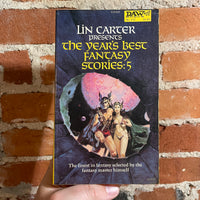 DAW
LIN CARTER
PRESENTS
THE YEAR'S BEST
FANTASY
STORIES: 5
The finest in fantasy selected by the
fantasy master himself